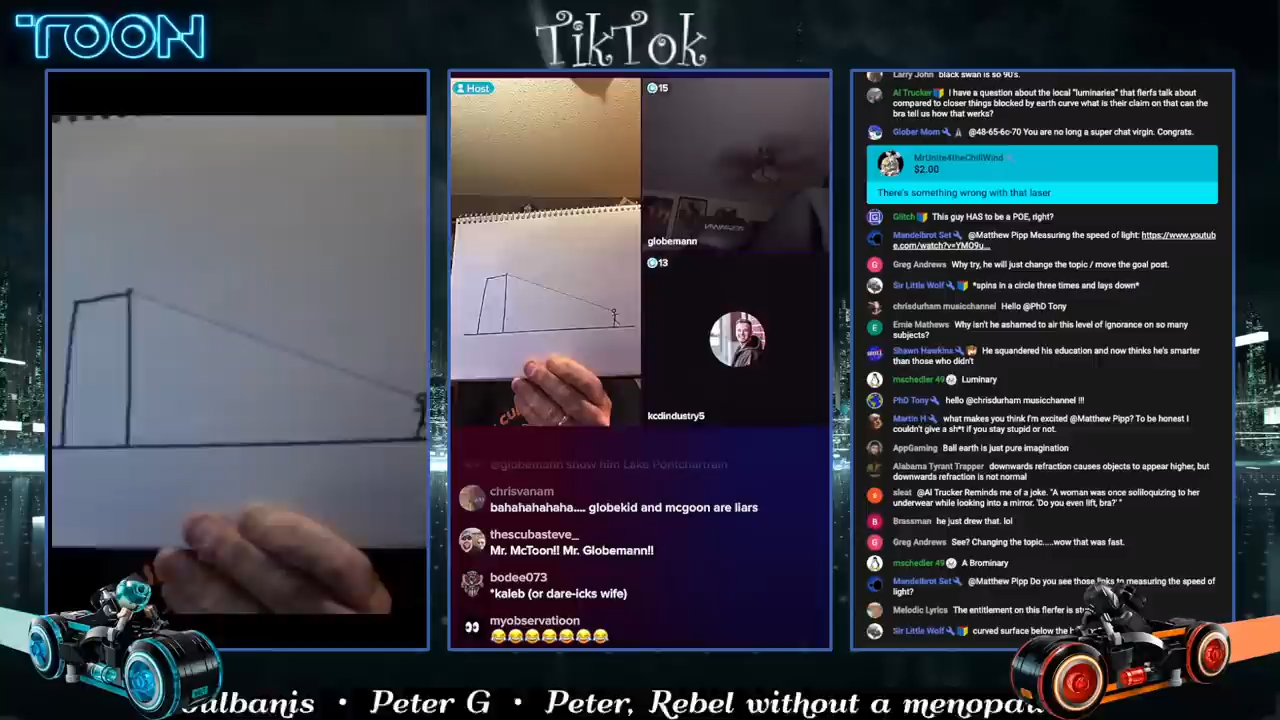 TOON
TikTok
Host
15
globemann
13
kcdindustry5
@globemann show him Lake Pontchartrain
chrisvanam
bahahahahaha.... globekid and mcgoon are liars
thescubasteve_
Mr. McToon!! Mr. Globemann!!
bodee073
*kaleb (or dare-icks wife)
myobservatioon
😂😂😂😂😂😂😂
Larry John black swan is so 90's.
Al Trucker I have a question about the local "luminaries" that flerfs talk about
compared to closer things blocked by earth curve what is their claim on that can the
bra tell us how that werks?
Glober Mom @48-65-6c-70 You are no long a super chat virgin. Congrats.
MrUnite4theChillWind
$2.00
There's something wrong with that laser
Glitch This guy HAS to be a POE, right?
Mandelbrot Set @Matthew Pipp Measuring the speed of light: https://www.youtub
e.com/watch?v=YMO9u...
Greg Andrews Why try, he will just change the topic / move the goal post.
Sir Little Wolf *spins in a circle three times and lays down*
chrisdurham musicchannel Hello @PhD Tony
Ernie Mathews Why isn't he ashamed to air this level of ignorance on so many
subjects?
Shawn Hawkins He squandered his education and now thinks he's smarter
than those who didn't
mschedler 49 Luminary
PhD Tony hello @chrisdurham musicchannel !!!
Martin H what makes you think I'm excited @Matthew Pipp? To be honest I
couldn't give a sh*t if you stay stupid or not.
AppGaming Ball earth is just pure imagination
Alabama Tyrant Trapper downwards refraction causes objects to appear higher, but
downwards refraction is not normal
sleat @Al Trucker Reminds me of a joke. "A woman was once soliloquizing to her
underwear while looking into a mirror. 'Do you even lift, bra?' "
Brassman he just drew that. lol
Greg Andrews See? Changing the topic.....wow that was fast.
mschedler 49 A Brominary
Mandelbrot Set @Matthew Pipp Do you see those links to measuring the speed of
light?
Melodic Lyrics The entitlement on this flerfer is
Sir Little Wolf curved surface below the
ulbanis • Peter G • Peter, Rebel without a menopau